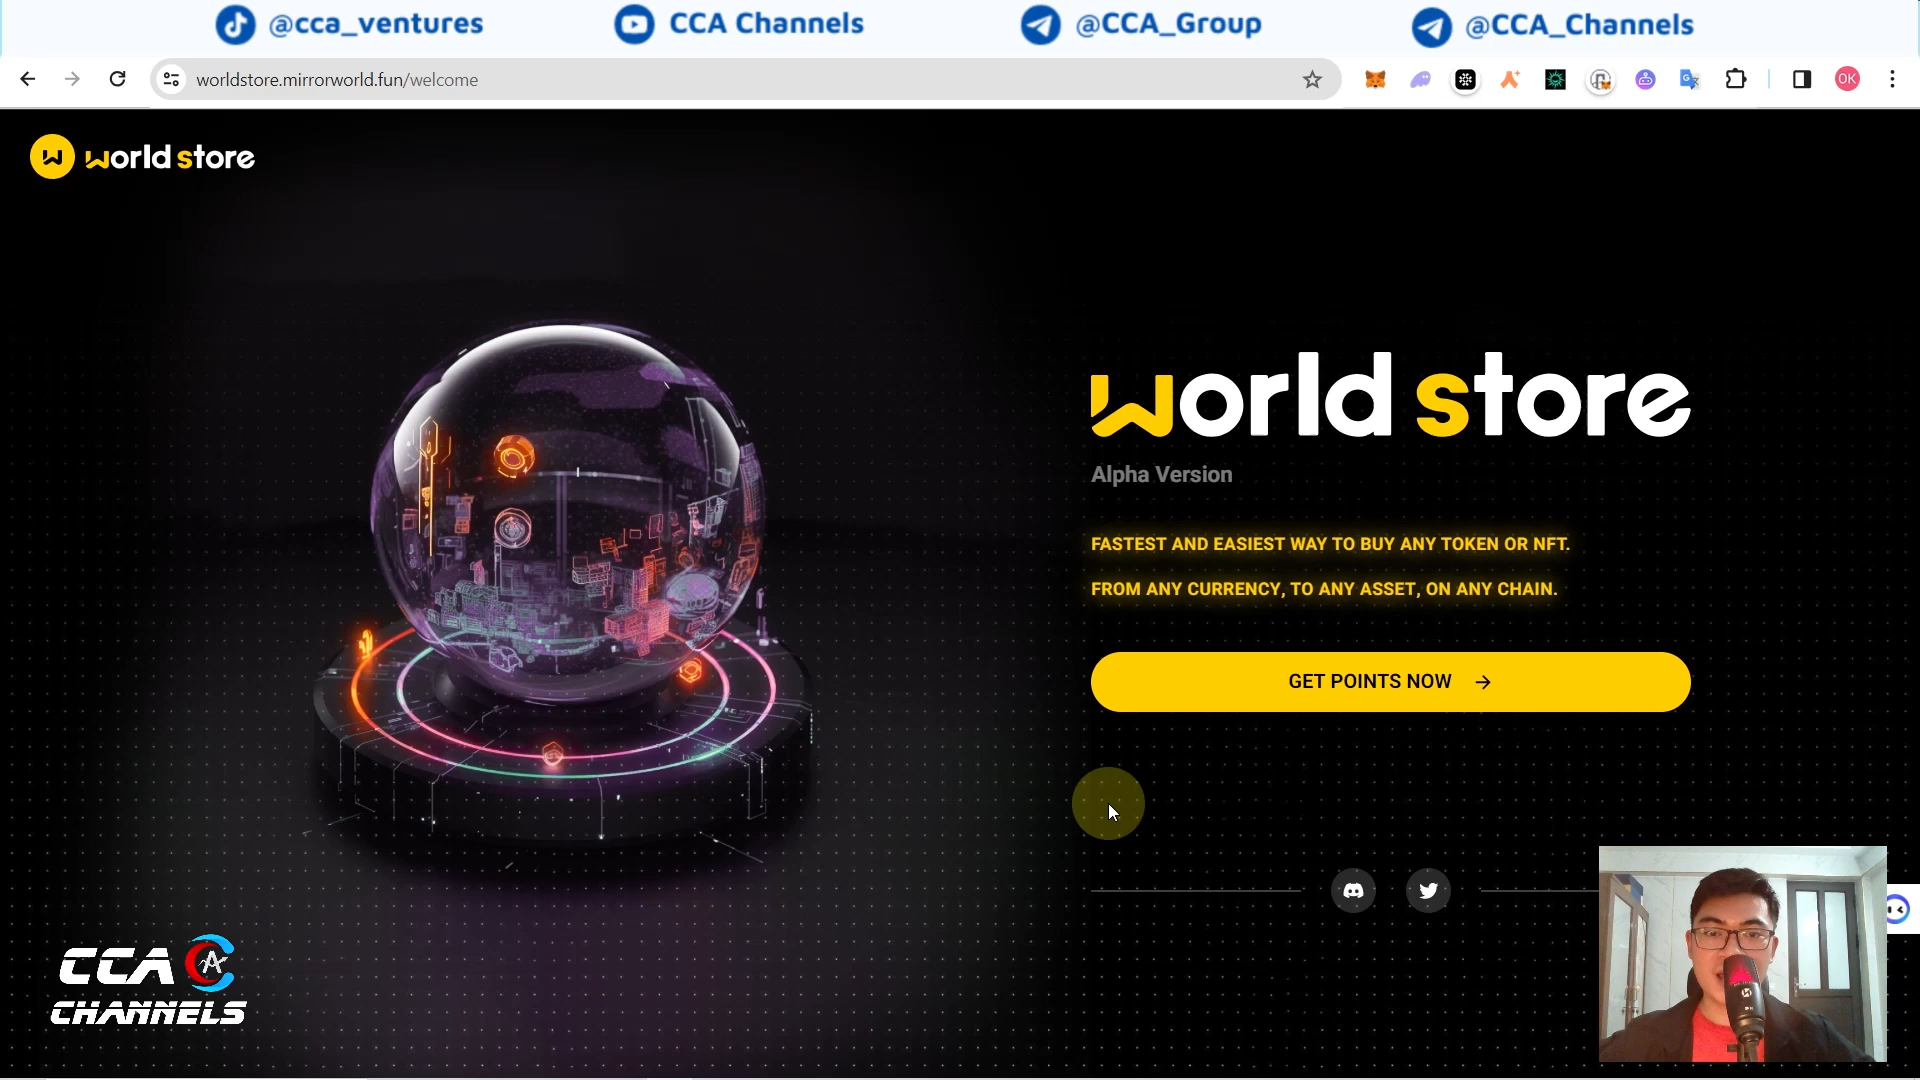 @cca_ventures
CCA Channels
@CCA_Group
@CCA_Channels
worldstore.mirrorworld.fun/welcome
OK
world store
world store
Alpha Version
FASTEST AND EASIEST WAY TO BUY ANY TOKEN OR NFT.
FROM ANY CURRENCY, TO ANY ASSET, ON ANY CHAIN.
GET POINTS NOW
CCA
CHANNELS